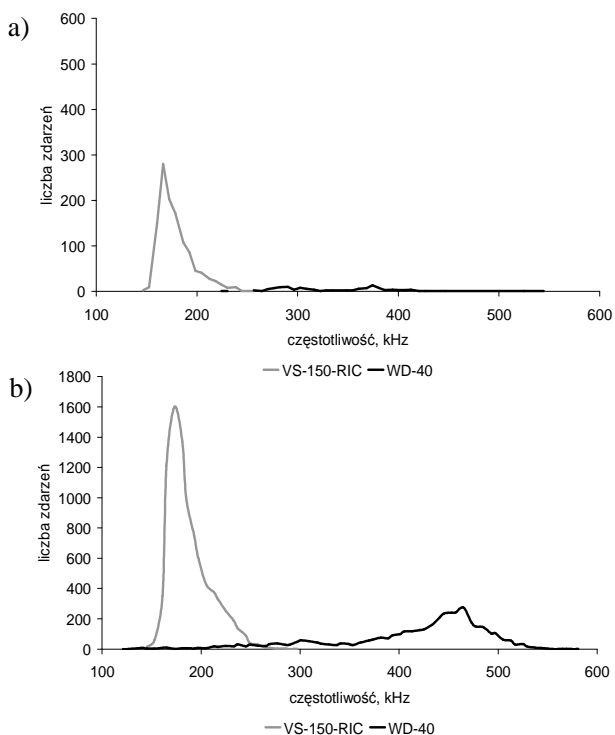 a)
600
500
400
300
200
100
0
liczba zdarzeń
100 200 300 400 500 600
częstotliwość, kHz
VS-150-RIC WD-40
b)
1800
1600
1400
1200
1000
800
600
400
200
0
liczba zdarzeń
100 200 300 400 500 600
częstotliwość, kHz
VS-150-RIC WD-40